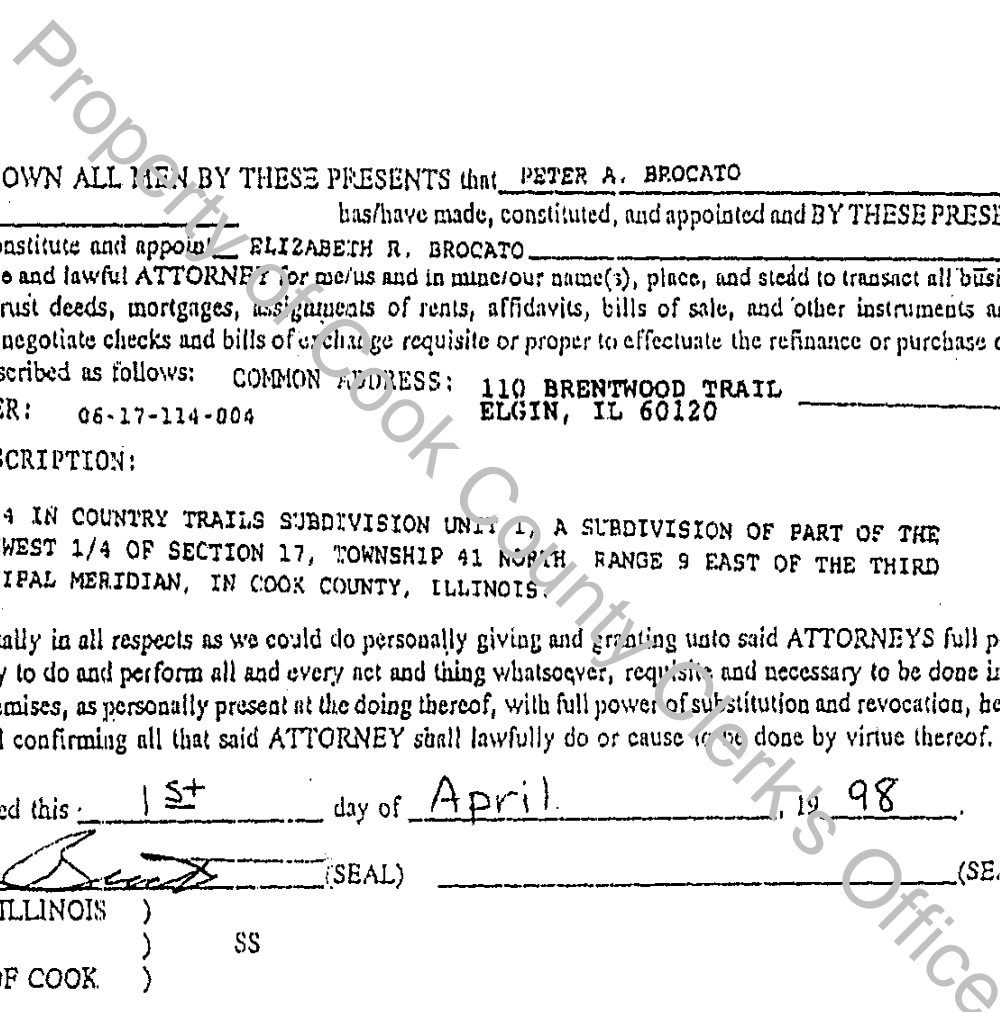 Property of Cook County Clerk's Office
OWN ALL MEN BY THESE PRESENTS that PETER A. BROCATO
has/have made, constituted, and appointed and BY THESE PRESE
onstitute and appoint ELIZABETH R. BROCATO
e and lawful ATTORNEY for me/us and in mine/our name(s), place, and stead to transact all busi
rust deeds, mortgages, assignments of rents, affidavits, bills of sale, and other instruments a
negotiate checks and bills of exchange requisite or proper to effectuate the refinance or purchase o
scribed as follows: COMMON ADDRESS: 110 BRENTWOOD TRAIL
ER: 06-17-114-004 ELGIN, IL 60120
SCRIPTION:
4 IN COUNTRY TRAILS SUBDIVISION UNIT 1, A SUBDIVISION OF PART OF THE
WEST 1/4 OF SECTION 17, TOWNSHIP 41 NORTH, RANGE 9 EAST OF THE THIRD
IPAL MERIDIAN, IN COOK COUNTY, ILLINOIS.
ally in all respects as we could do personally giving and granting unto said ATTORNEYS full p
y to do and perform all and every act and thing whatsoever, requisite and necessary to be done i
emises, as personally present at the doing thereof, with full power of substitution and revocation, he
l confirming all that said ATTORNEY shall lawfully do or cause to be done by virtue thereof.
ed this 1st day of April, 19 98.
(SEAL) (SEA
ILLINOIS )
) SS
OF COOK )